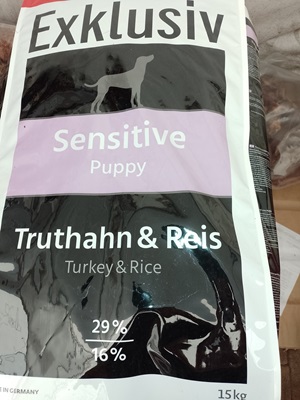 Exklusiv
Sensitive
Puppy
Truthahn & Reis
Turkey & Rice
29%
16%
IN GERMANY
15kg